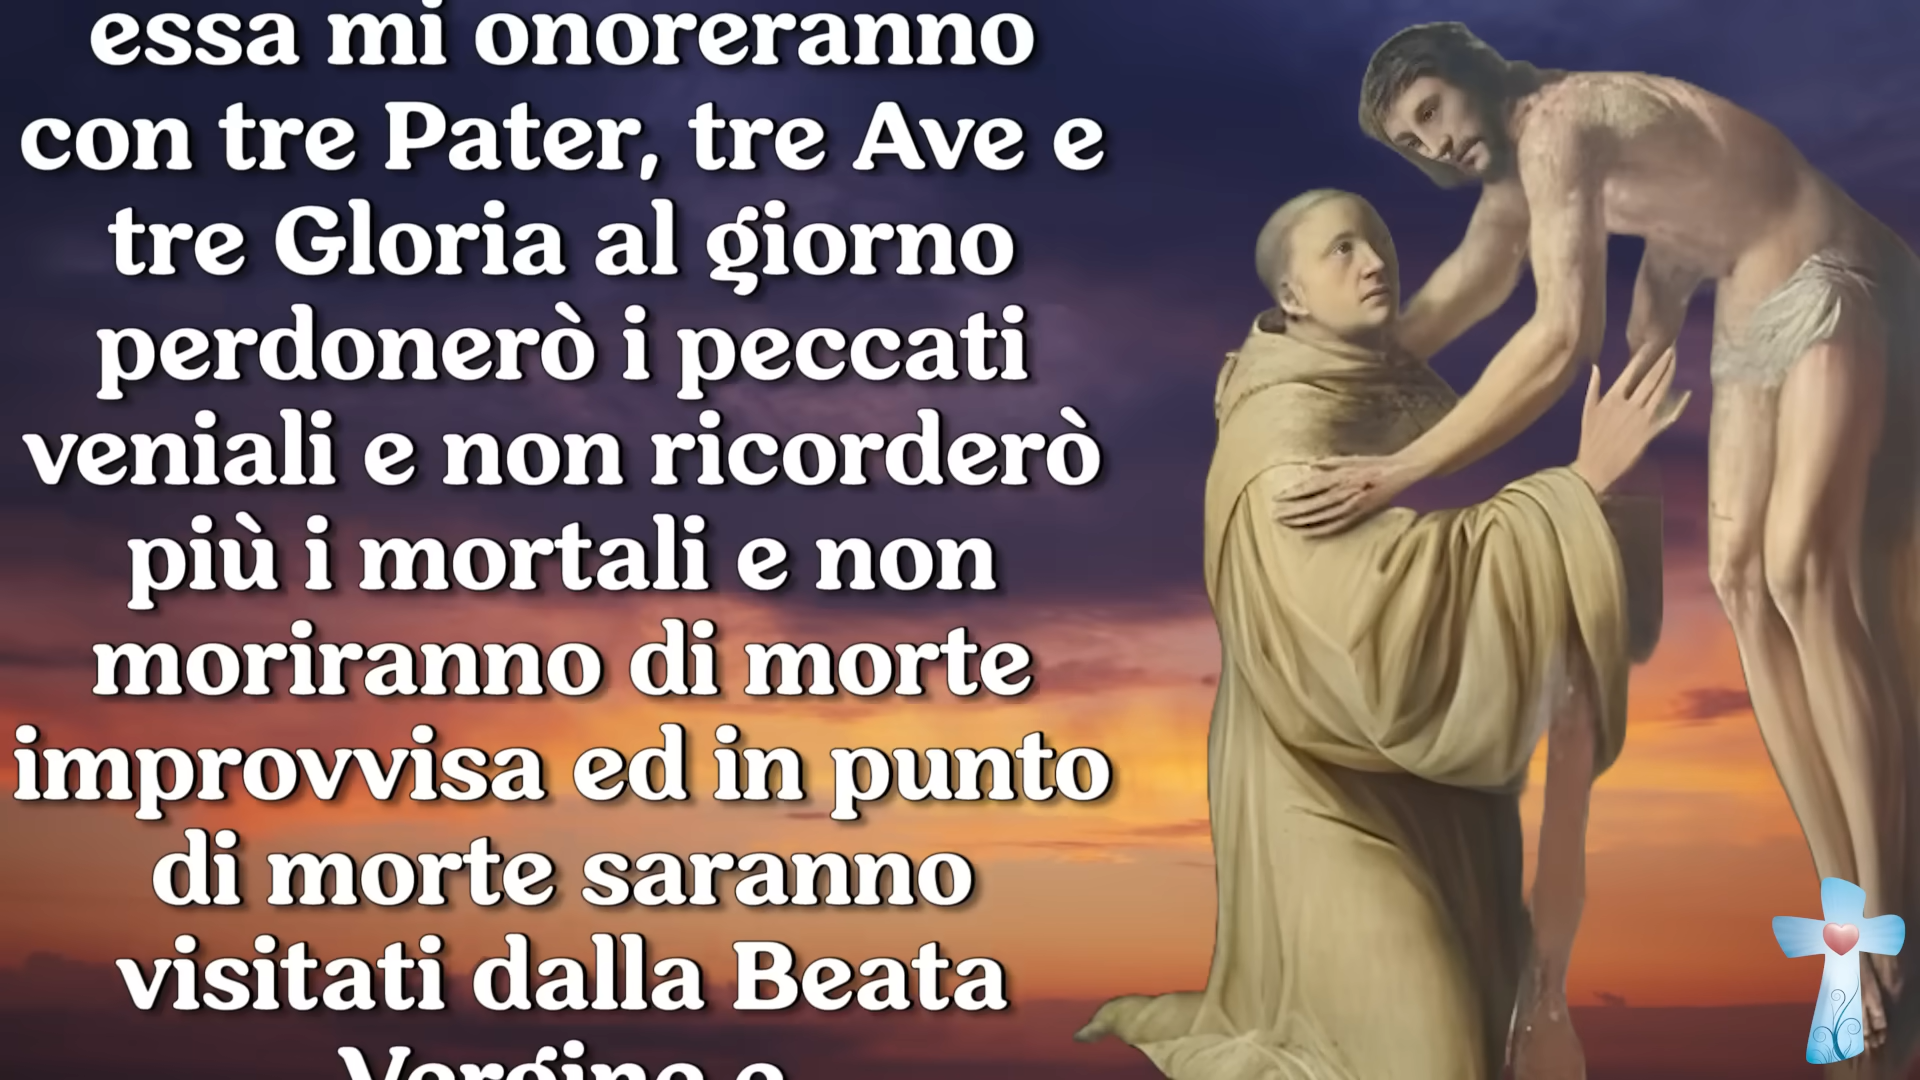 essa mi onoreranno
con tre Pater, tre Ave e
tre Gloria al giorno
perdonerò i peccati
veniali e non ricorderò
più i mortali e non
moriranno di morte
improvvisa ed in punto
di morte saranno
visitati dalla Beata
Vergine e